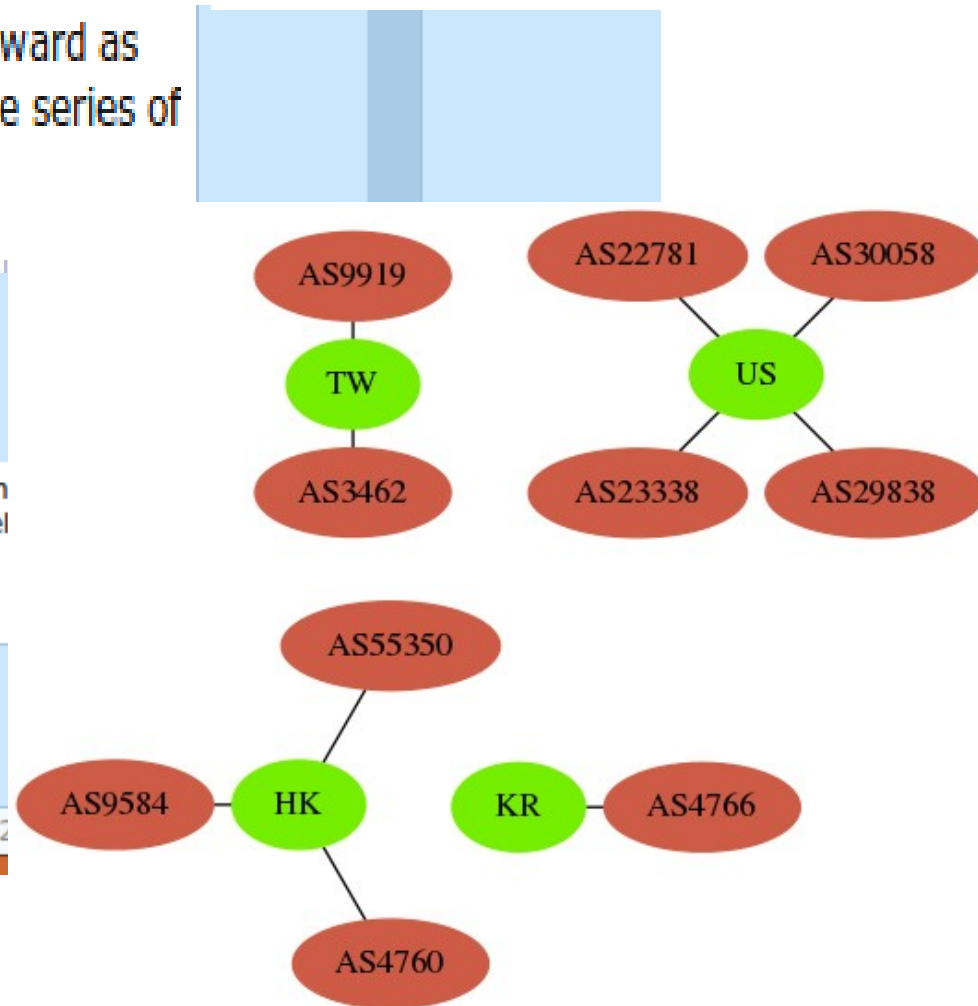 ward as
e series of
AS9919
AS22781
AS30058
TW
US
AS3462
AS23338
AS29838
AS55350
AS9584
HK
KR
AS4766
AS4760